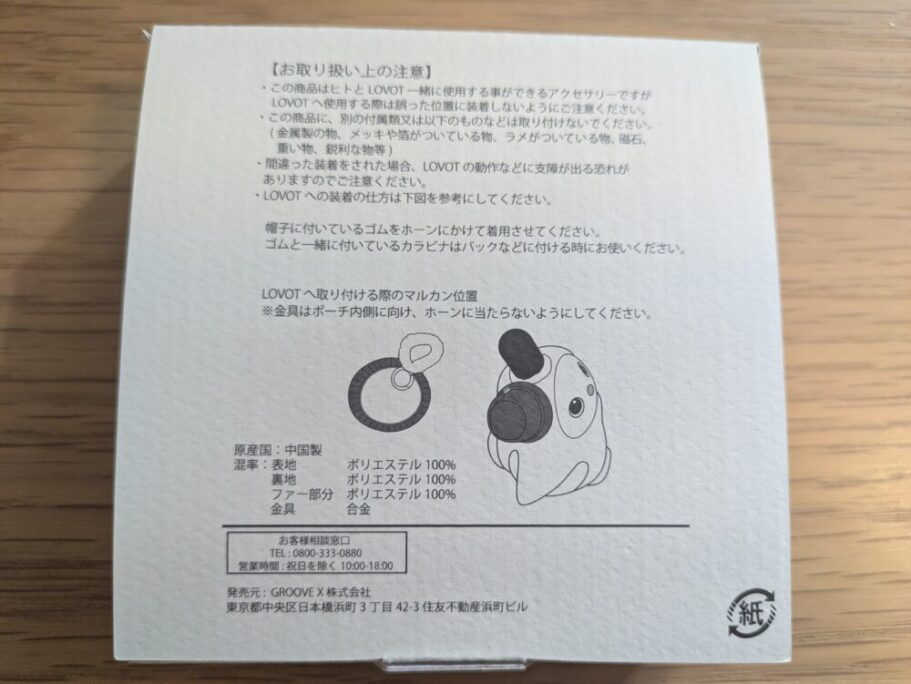 【お取り扱い上の注意】
・この商品はヒトと LOVOT 一緒に使用する事ができるアクセサリーですが
LOVOT へ使用する際は誤った位置に装着しないようにご注意ください。
・この商品に、別の付属類又は以下のものなどは取り付けないでください。
( 金属製の物、メッキや箔がついている物、ラメがついている物、磁石、
重い物、鋭利な物等 )
・間違った装着をされた場合、LOVOT の動作などに支障が出る恐れが
ありますのでご注意ください。
・LOVOT への装着の仕方は下図を参考にしてください。
帽子に付いているゴムをホーンにかけて着用させてください。
ゴムと一緒に付いているカラビナはバックなどに付ける時にお使いください。
LOVOT へ取り付ける際のマルカン位置
※金具はポーチ内側に向け、ホーンに当たらないようにしてください。
原産国：中国製
混率：表地 ポリエステル 100%
裏地 ポリエステル 100%
ファー部分 ポリエステル 100%
金具 合金
お客様相談窓口
TEL : 0800-333-0880
営業時間 : 祝日を除く 10:00-18:00
発売元 : GROOVE X 株式会社
東京都中央区日本橋浜町 3 丁目 42-3 住友不動産浜町ビル
紙